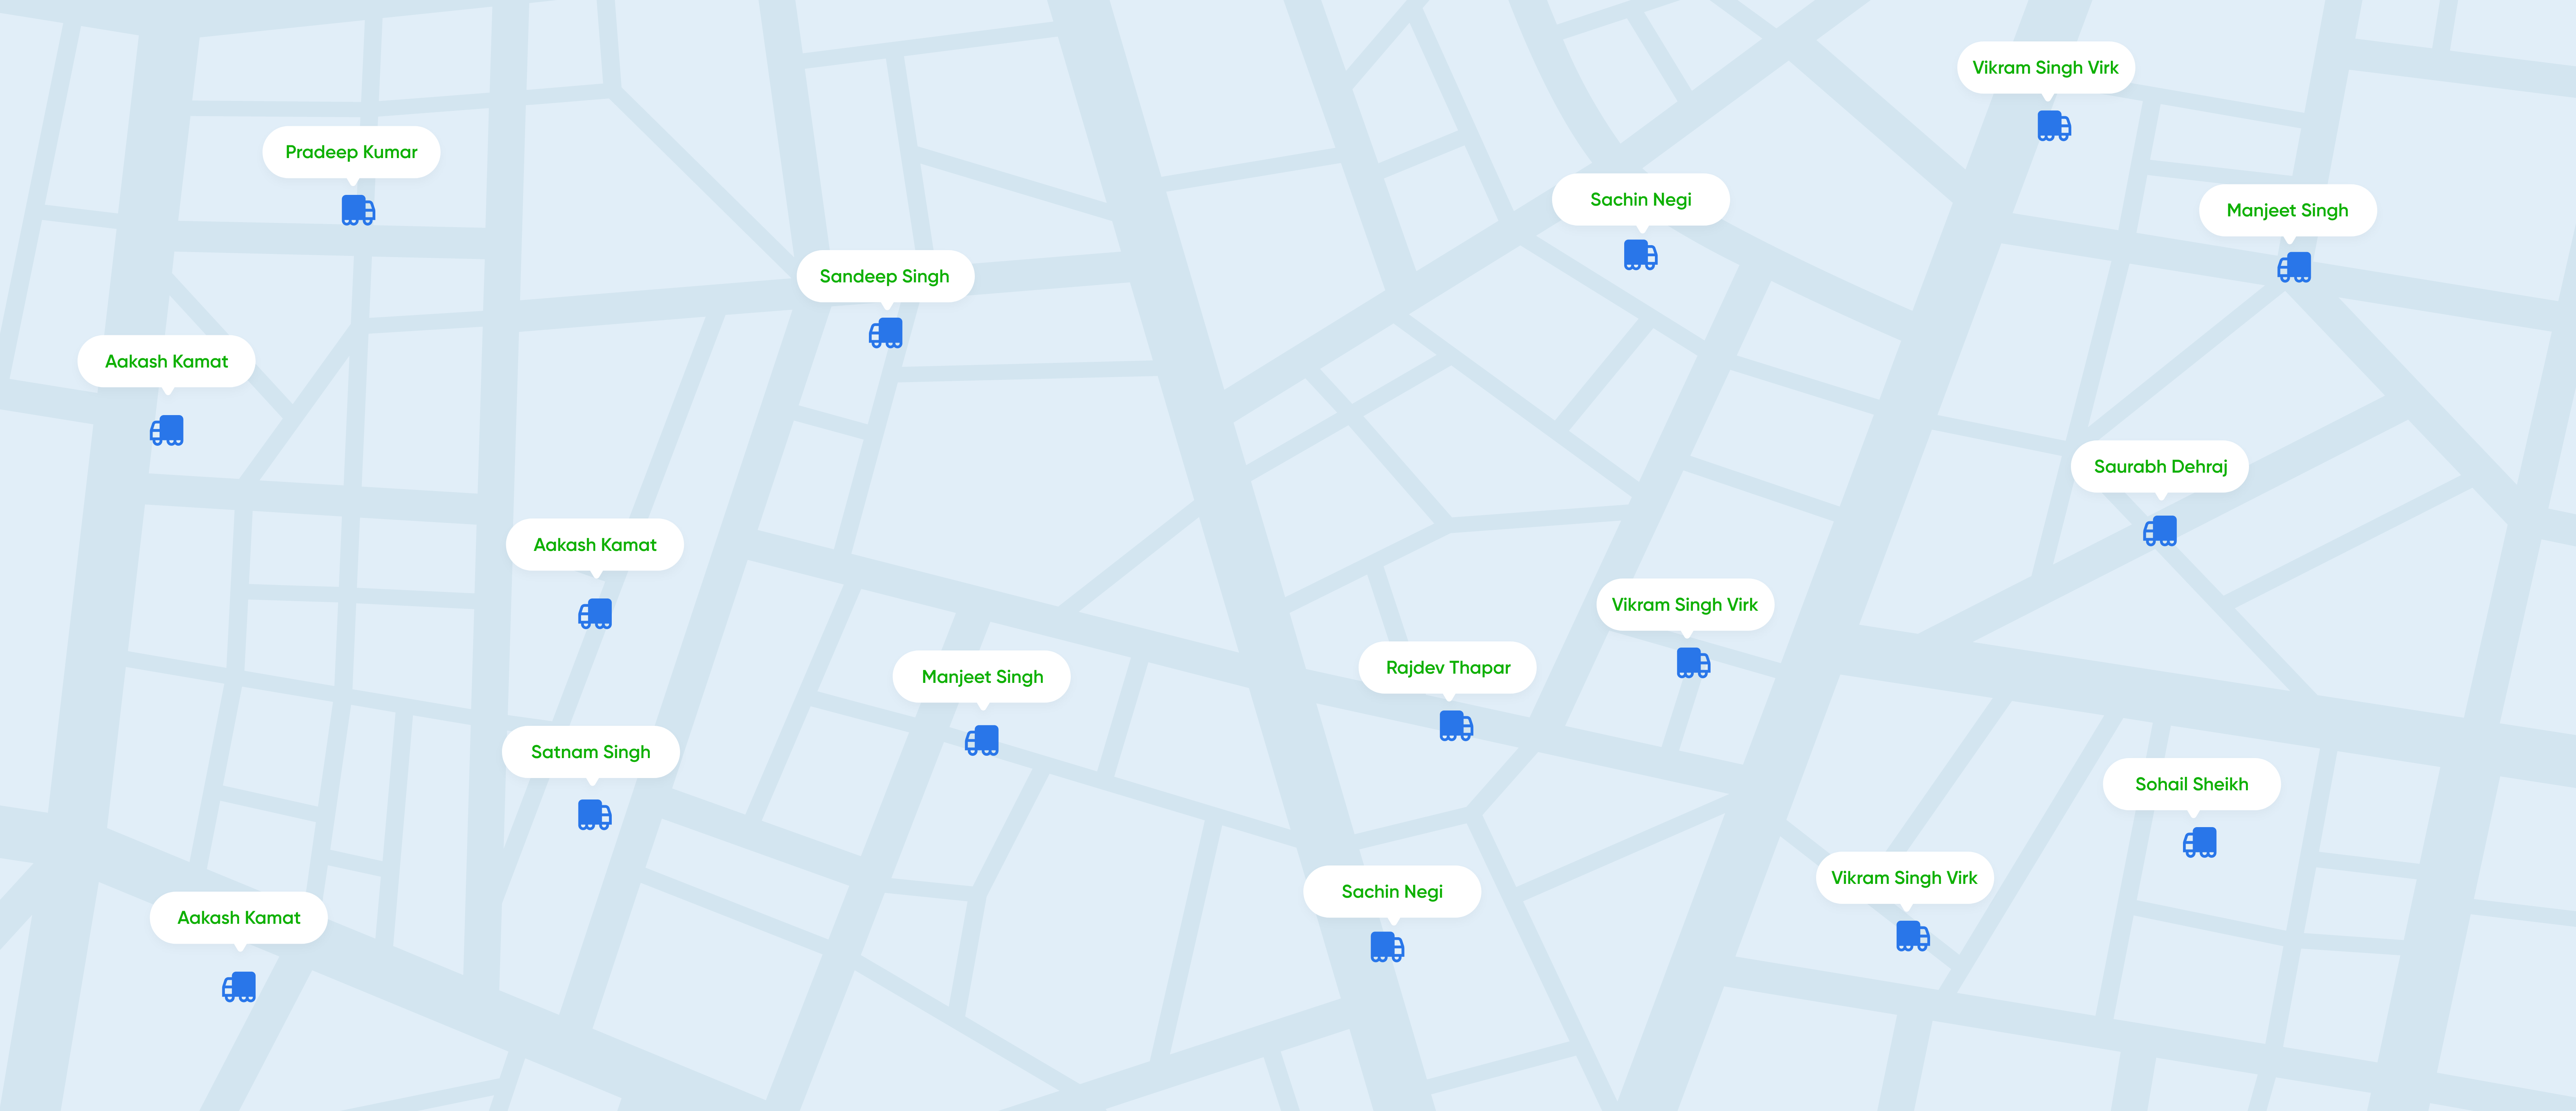 Vikram Singh Virk
Pradeep Kumar
Sachin Negi
Manjeet Singh
Sandeep Singh
Aakash Kamat
Saurabh Dehraj
Aakash Kamat
Vikram Singh Virk
Rajdev Thapar
Manjeet Singh
Satnam Singh
Sohail Sheikh
Vikram Singh Virk
Sachin Negi
Aakash Kamat